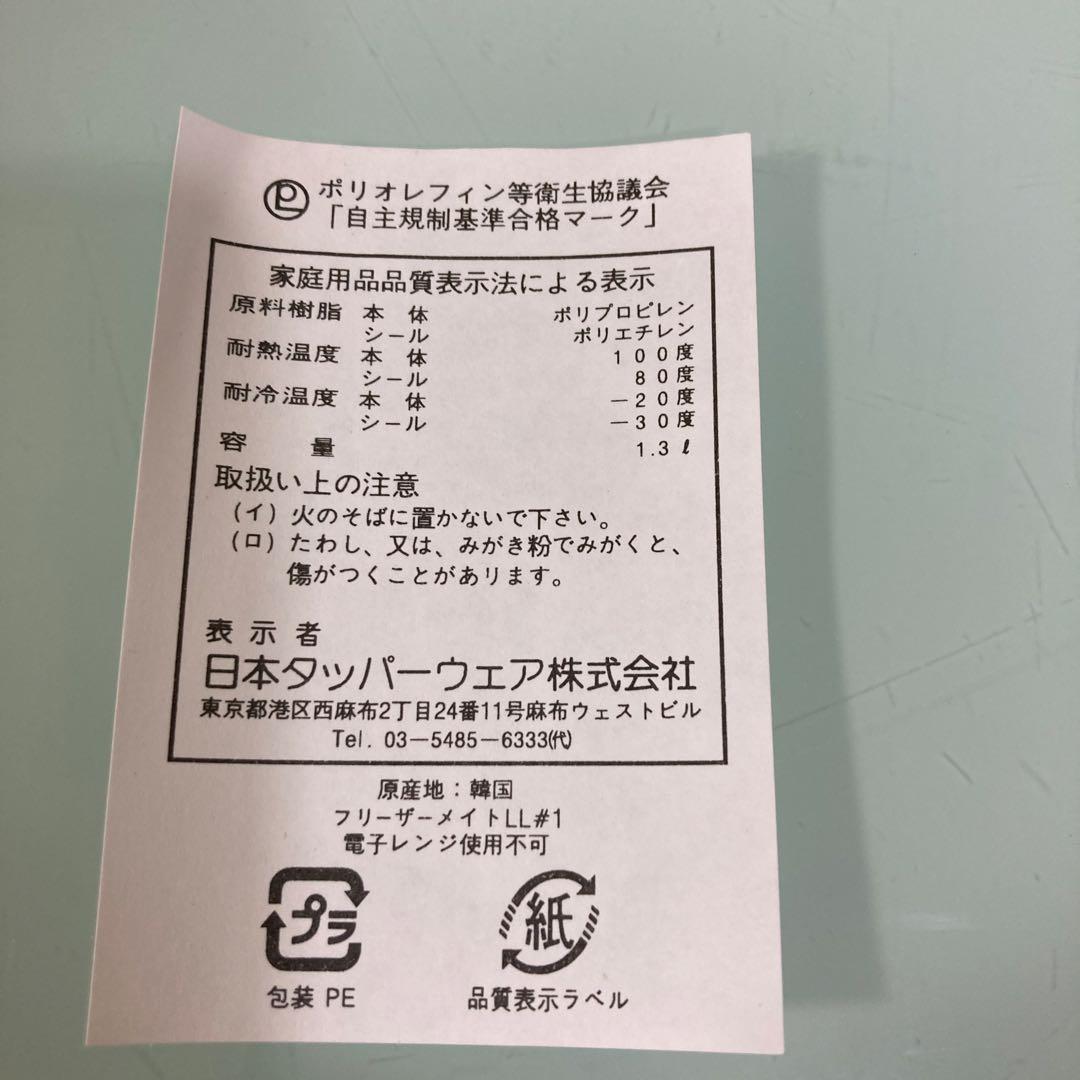 ポリオレフィン等衛生協議会
「自主規制基準合格マーク」
家庭用品品質表示法による表示
原料樹脂 本体 ポリプロピレン
シール ポリエチレン
耐熱温度 本体 100度
シール 80度
耐冷温度 本体 −20度
シール −30度
容量 1.3ℓ
取扱い上の注意
(イ)火のそばに置かないで下さい。
(ロ)たわし、又は、みがき粉でみがくと、
傷がつくことがあります。
表示者
日本タッパーウェア株式会社
東京都港区西麻布2丁目24番11号麻布ウェストビル
Tel. 03−5485−6333㈹
原産地:韓国
フリーザーメイトLL#1
電子レンジ使用不可
プラ 紙
包装 PE 品質表示ラベル